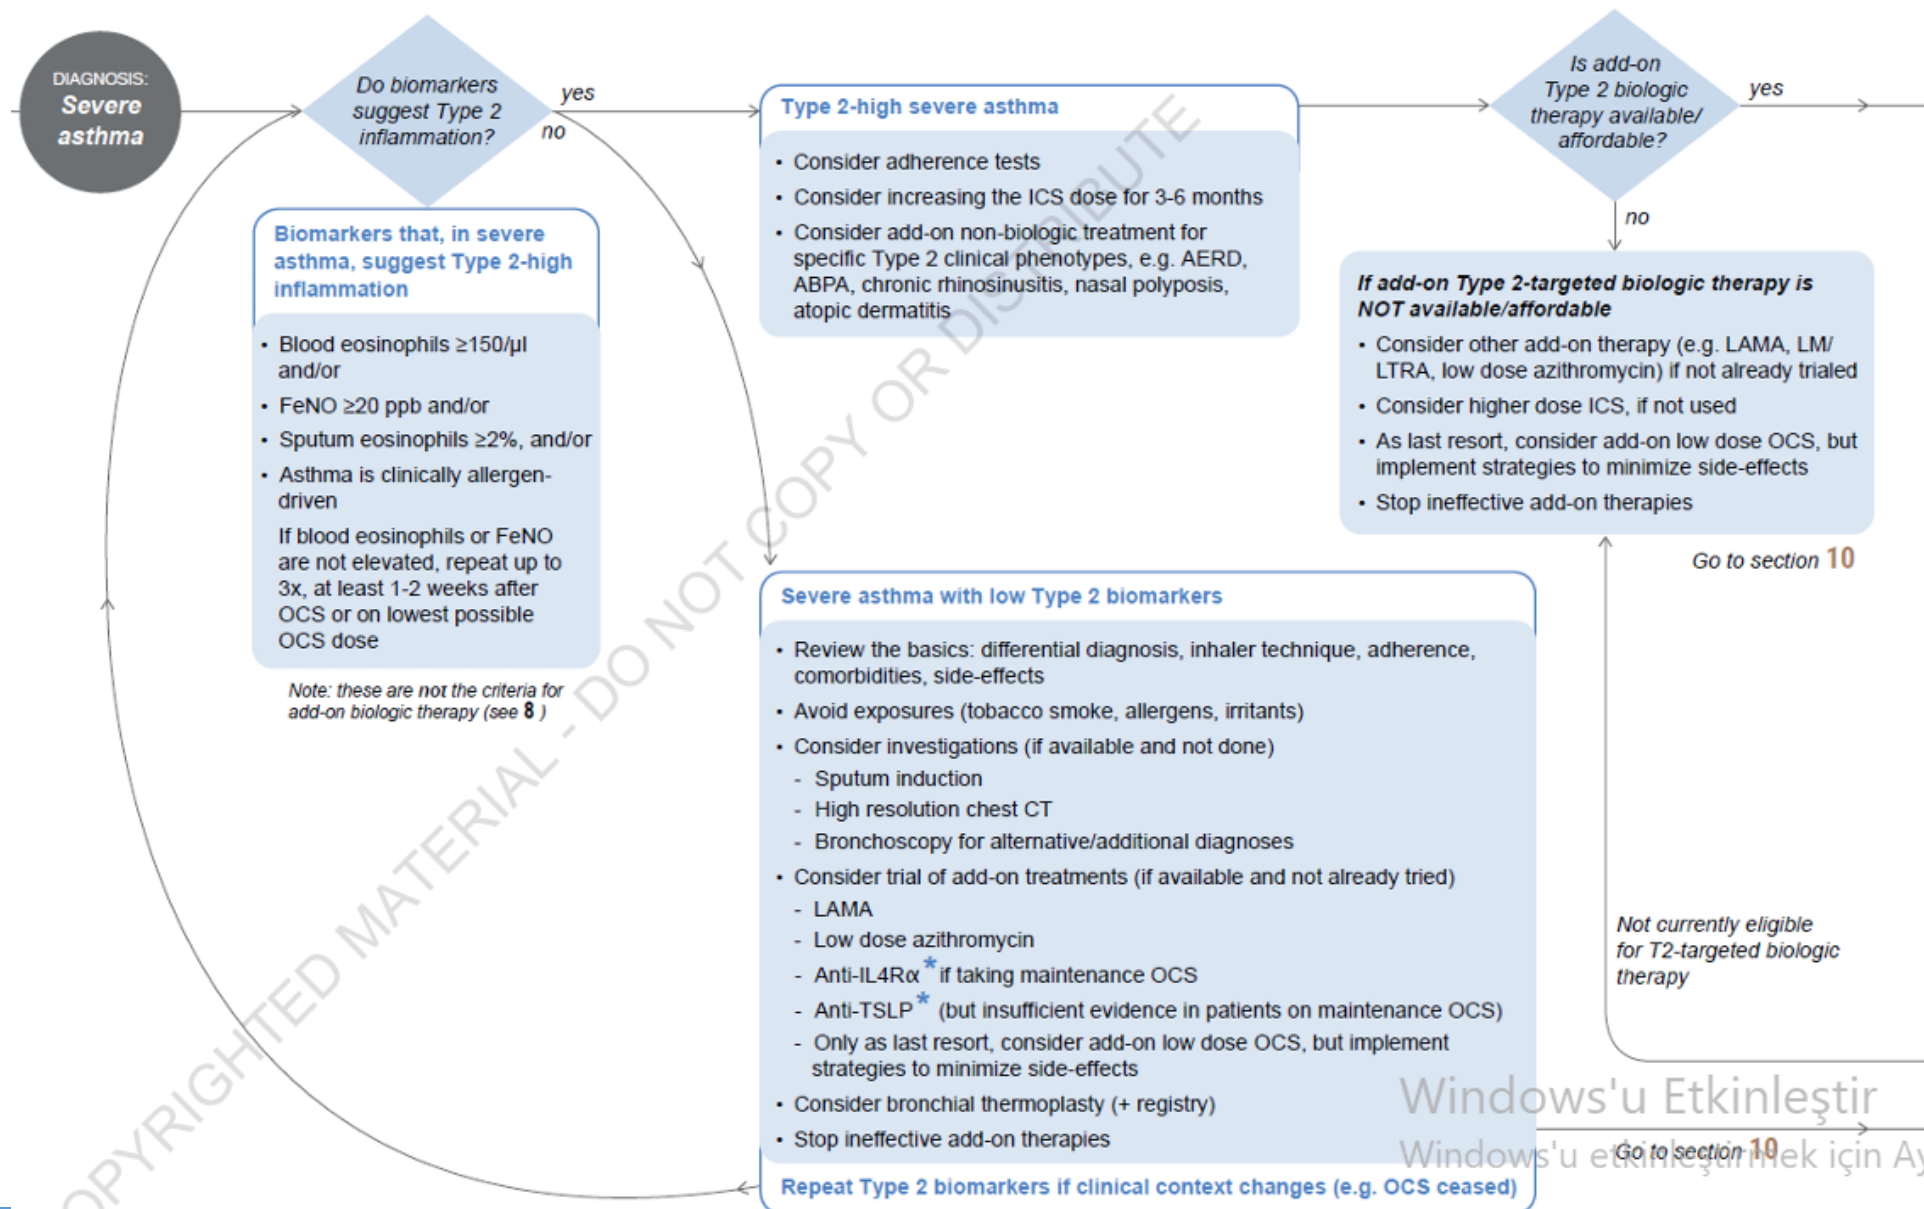 DIAGNOSIS:
Severe
asthma
Do biomarkers
suggest Type 2
inflammation?
yes
no
Biomarkers that, in severe
asthma, suggest Type 2-high
inflammation
• Blood eosinophils ≥150/µl
and/or
• FeNO ≥20 ppb and/or
• Sputum eosinophils ≥2%, and/or
• Asthma is clinically allergen-
driven
If blood eosinophils or FeNO
are not elevated, repeat up to
3x, at least 1-2 weeks after
OCS or on lowest possible
OCS dose
Note: these are not the criteria for
add-on biologic therapy (see 8 )
Type 2-high severe asthma
• Consider adherence tests
• Consider increasing the ICS dose for 3-6 months
• Consider add-on non-biologic treatment for
specific Type 2 clinical phenotypes, e.g. AERD,
ABPA, chronic rhinosinusitis, nasal polyposis,
atopic dermatitis
Is add-on
Type 2 biologic
therapy available/
affordable?
yes
no
If add-on Type 2-targeted biologic therapy is
NOT available/affordable
• Consider other add-on therapy (e.g. LAMA, LM/
LTRA, low dose azithromycin) if not already trialed
• Consider higher dose ICS, if not used
• As last resort, consider add-on low dose OCS, but
implement strategies to minimize side-effects
• Stop ineffective add-on therapies
Go to section 10
Severe asthma with low Type 2 biomarkers
• Review the basics: differential diagnosis, inhaler technique, adherence,
comorbidities, side-effects
• Avoid exposures (tobacco smoke, allergens, irritants)
• Consider investigations (if available and not done)
- Sputum induction
- High resolution chest CT
- Bronchoscopy for alternative/additional diagnoses
• Consider trial of add-on treatments (if available and not already tried)
- LAMA
- Low dose azithromycin
- Anti-IL4Rα * if taking maintenance OCS
- Anti-TSLP * (but insufficient evidence in patients on maintenance OCS)
- Only as last resort, consider add-on low dose OCS, but implement
strategies to minimize side-effects
• Consider bronchial thermoplasty (+ registry)
• Stop ineffective add-on therapies
Repeat Type 2 biomarkers if clinical context changes (e.g. OCS ceased)
Not currently eligible
for T2-targeted biologic
therapy
Go to section 10
OPYRIGHTED MATERIAL - DO NOT COPY OR DISTRIBUTE
Windows'u Etkinleştir
Windows'u etkinleştirmek için Ay